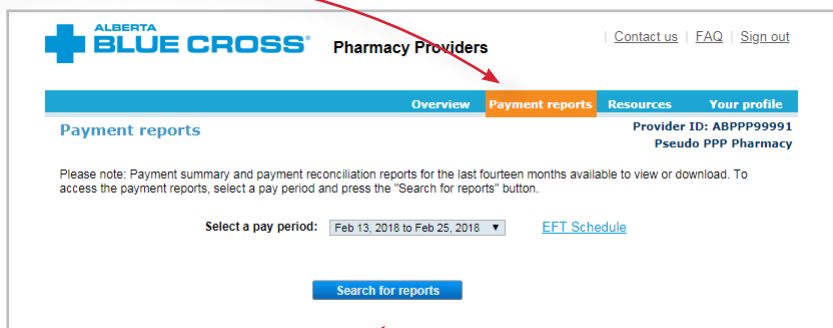 ALBERTA
BLUE CROSS® Pharmacy Providers | Contact us | FAQ | Sign out
Overview Payment reports Resources Your profile
Payment reports Provider ID: ABPPP99991
Pseudo PPP Pharmacy
Please note: Payment summary and payment reconciliation reports for the last fourteen months available to view or download. To
access the payment reports, select a pay period and press the "Search for reports" button.
Select a pay period: Feb 13, 2018 to Feb 25, 2018 EFT Schedule
Search for reports